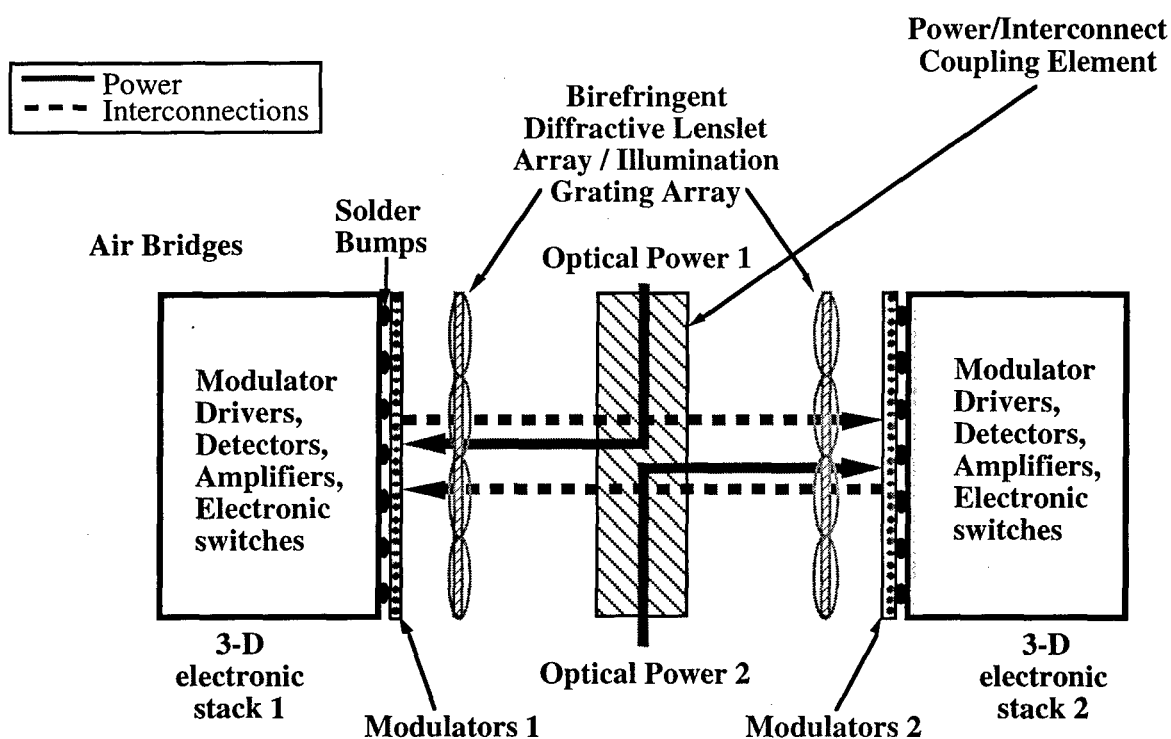 Power/Interconnect
Coupling Element
Power
Interconnections
Birefringent
Diffractive Lenslet
Array / Illumination
Grating Array
Solder
Bumps
Air Bridges
Optical Power 1
Modulator
Drivers,
Detectors,
Amplifiers,
Electronic
switches
Modulator
Drivers,
Detectors,
Amplifiers,
Electronic
switches
3-D
electronic
stack 1
Optical Power 2
3-D
electronic
stack 2
Modulators 1
Modulators 2